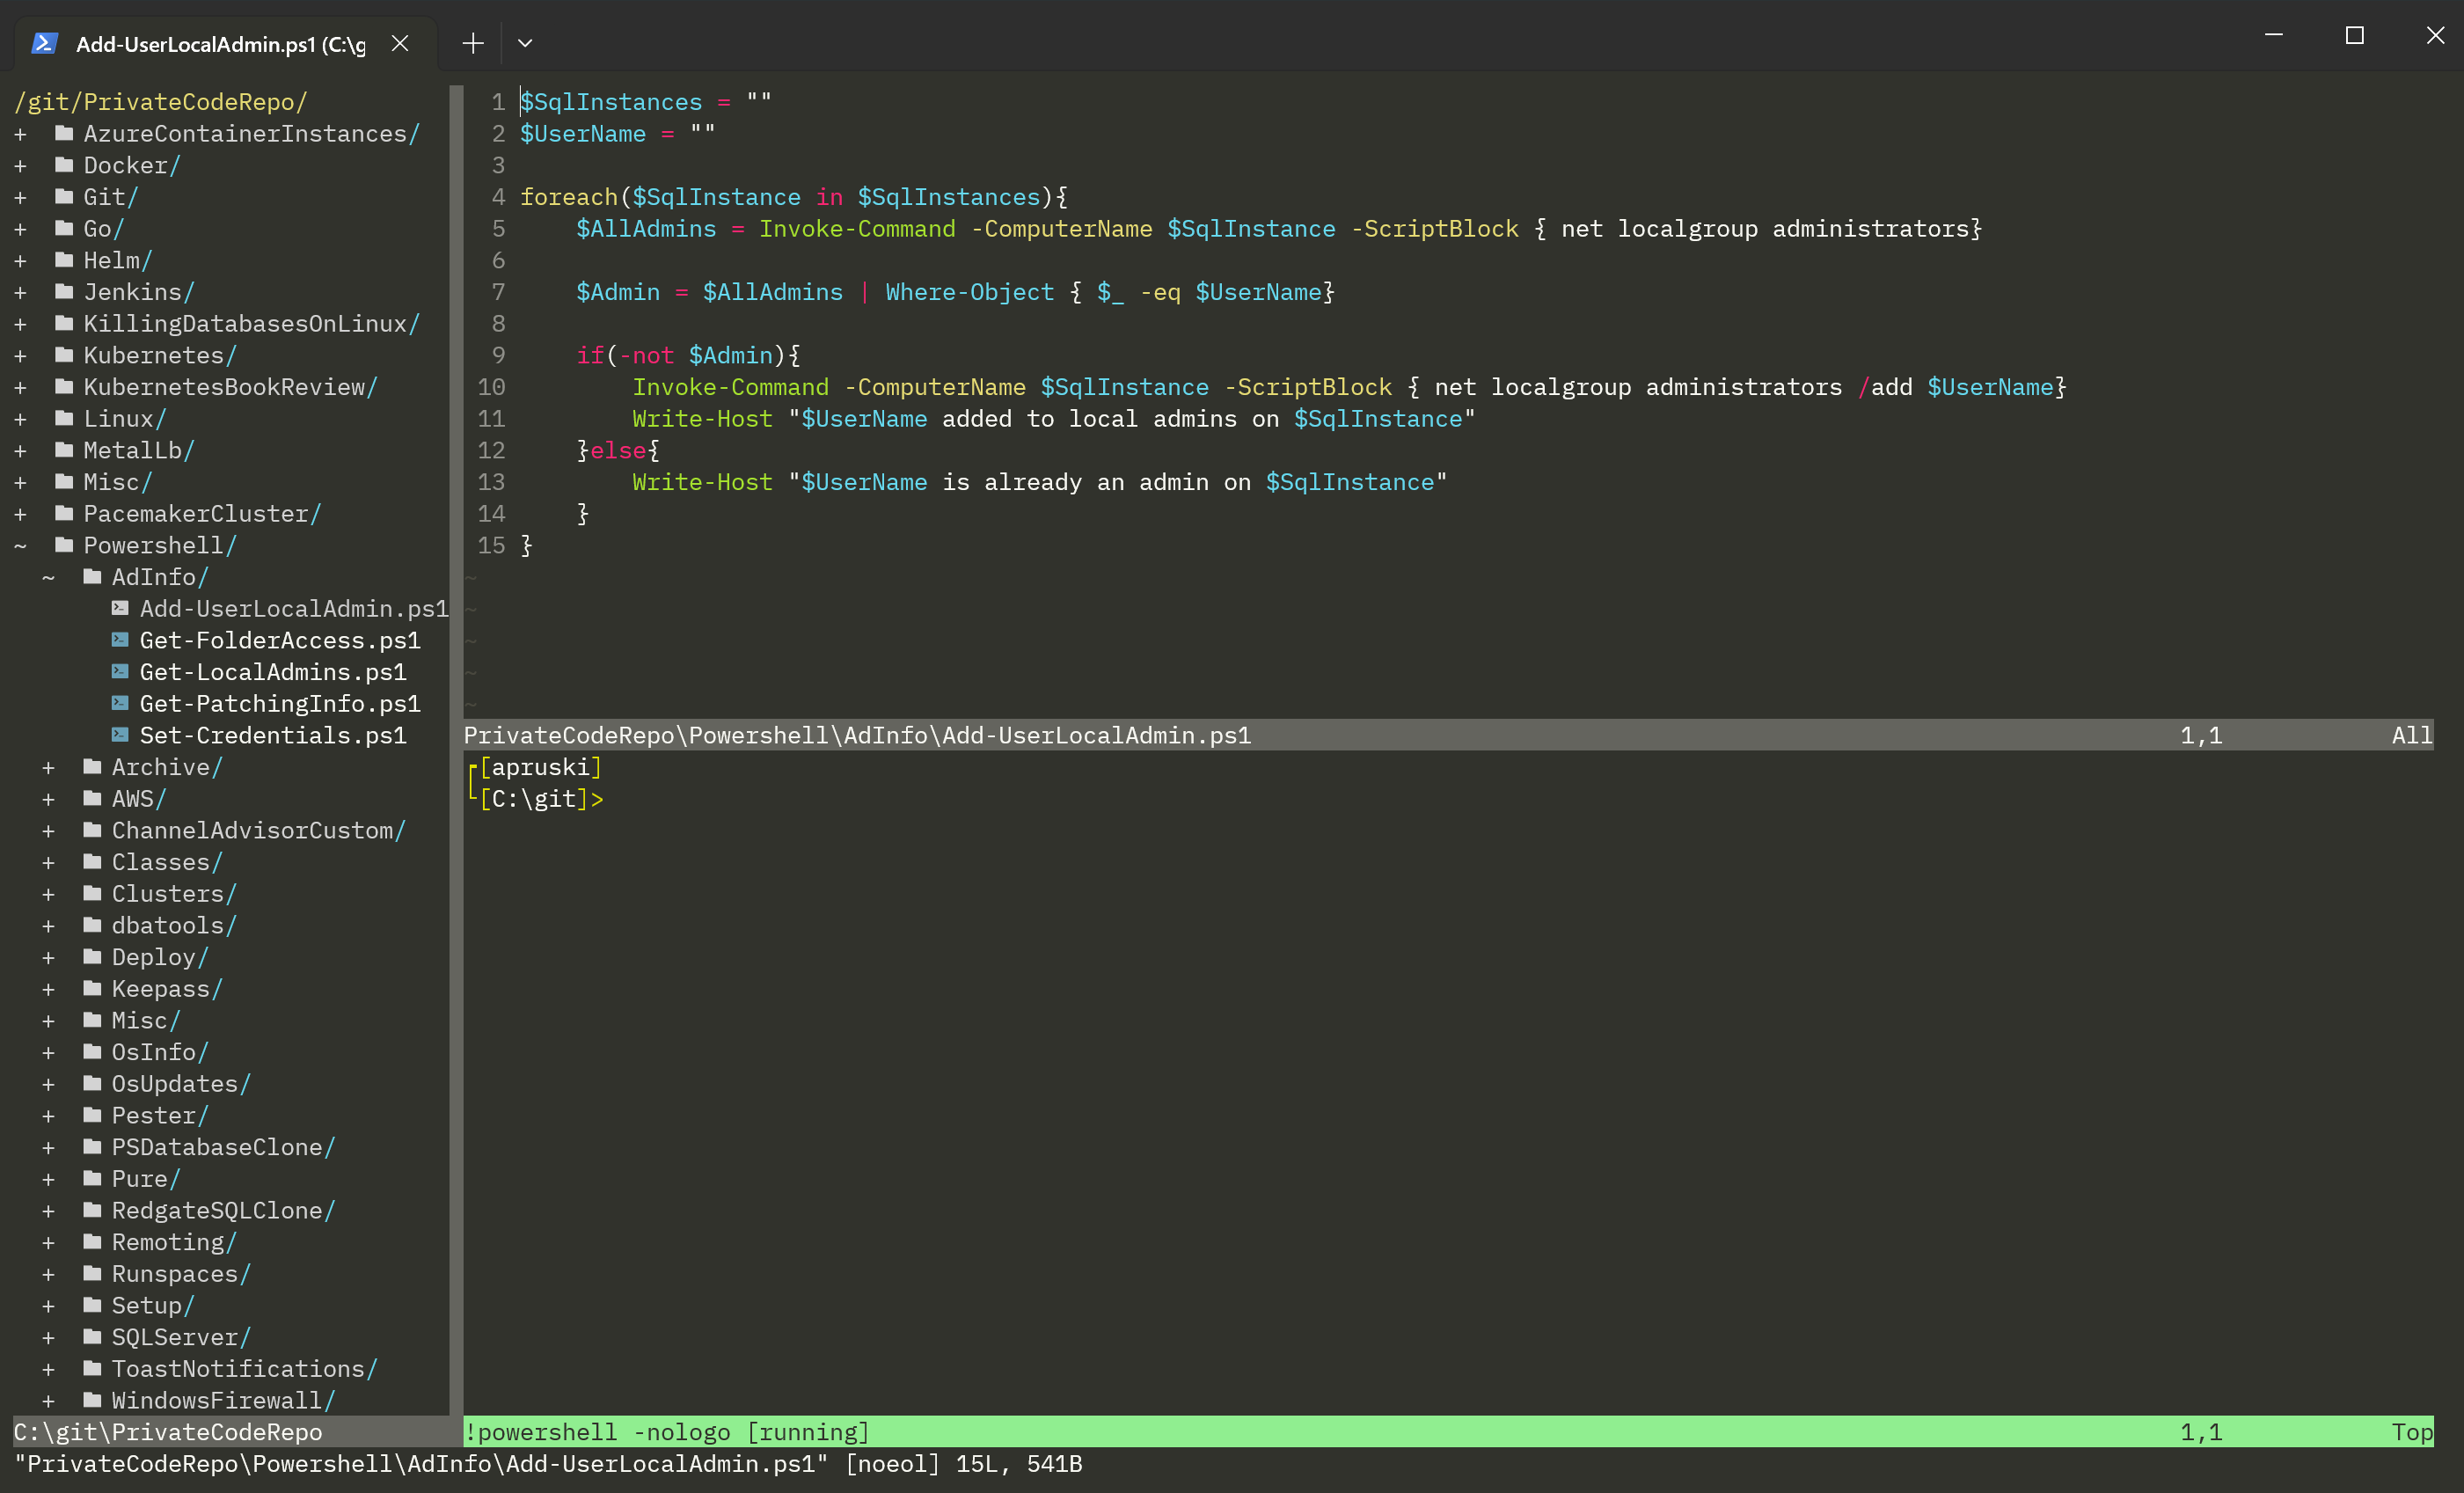 Add-UserLocalAdmin.ps1 (C:\g
/git/PrivateCodeRepo/
+ AzureContainerInstances/
+ Docker/
+ Git/
+ Go/
+ Helm/
+ Jenkins/
+ KillingDatabasesOnLinux/
+ Kubernetes/
+ KubernetesBookReview/
+ Linux/
+ MetalLb/
+ Misc/
+ PacemakerCluster/
~ Powershell/
~ AdInfo/
Add-UserLocalAdmin.ps1
Get-FolderAccess.ps1
Get-LocalAdmins.ps1
Get-PatchingInfo.ps1
Set-Credentials.ps1
+ Archive/
+ AWS/
+ ChannelAdvisorCustom/
+ Classes/
+ Clusters/
+ dbatools/
+ Deploy/
+ Keepass/
+ Misc/
+ OsInfo/
+ OsUpdates/
+ Pester/
+ PSDatabaseClone/
+ Pure/
+ RedgateSQLClone/
+ Remoting/
+ Runspaces/
+ Setup/
+ SQLServer/
+ ToastNotifications/
+ WindowsFirewall/
C:\git\PrivateCodeRepo
1 $SqlInstances = ""
2 $UserName = ""
3
4 foreach($SqlInstance in $SqlInstances){
5     $AllAdmins = Invoke-Command -ComputerName $SqlInstance -ScriptBlock { net localgroup administrators}
6
7     $Admin = $AllAdmins | Where-Object { $_ -eq $UserName}
8
9     if(-not $Admin){
10         Invoke-Command -ComputerName $SqlInstance -ScriptBlock { net localgroup administrators /add $UserName}
11         Write-Host "$UserName added to local admins on $SqlInstance"
12     }else{
13         Write-Host "$UserName is already an admin on $SqlInstance"
14     }
15 }
~
~
~
~
~
PrivateCodeRepo\Powershell\AdInfo\Add-UserLocalAdmin.ps1 1,1 All
[apruski]
[C:\git]>
!powershell -nologo [running] 1,1 Top
"PrivateCodeRepo\Powershell\AdInfo\Add-UserLocalAdmin.ps1" [noeol] 15L, 541B